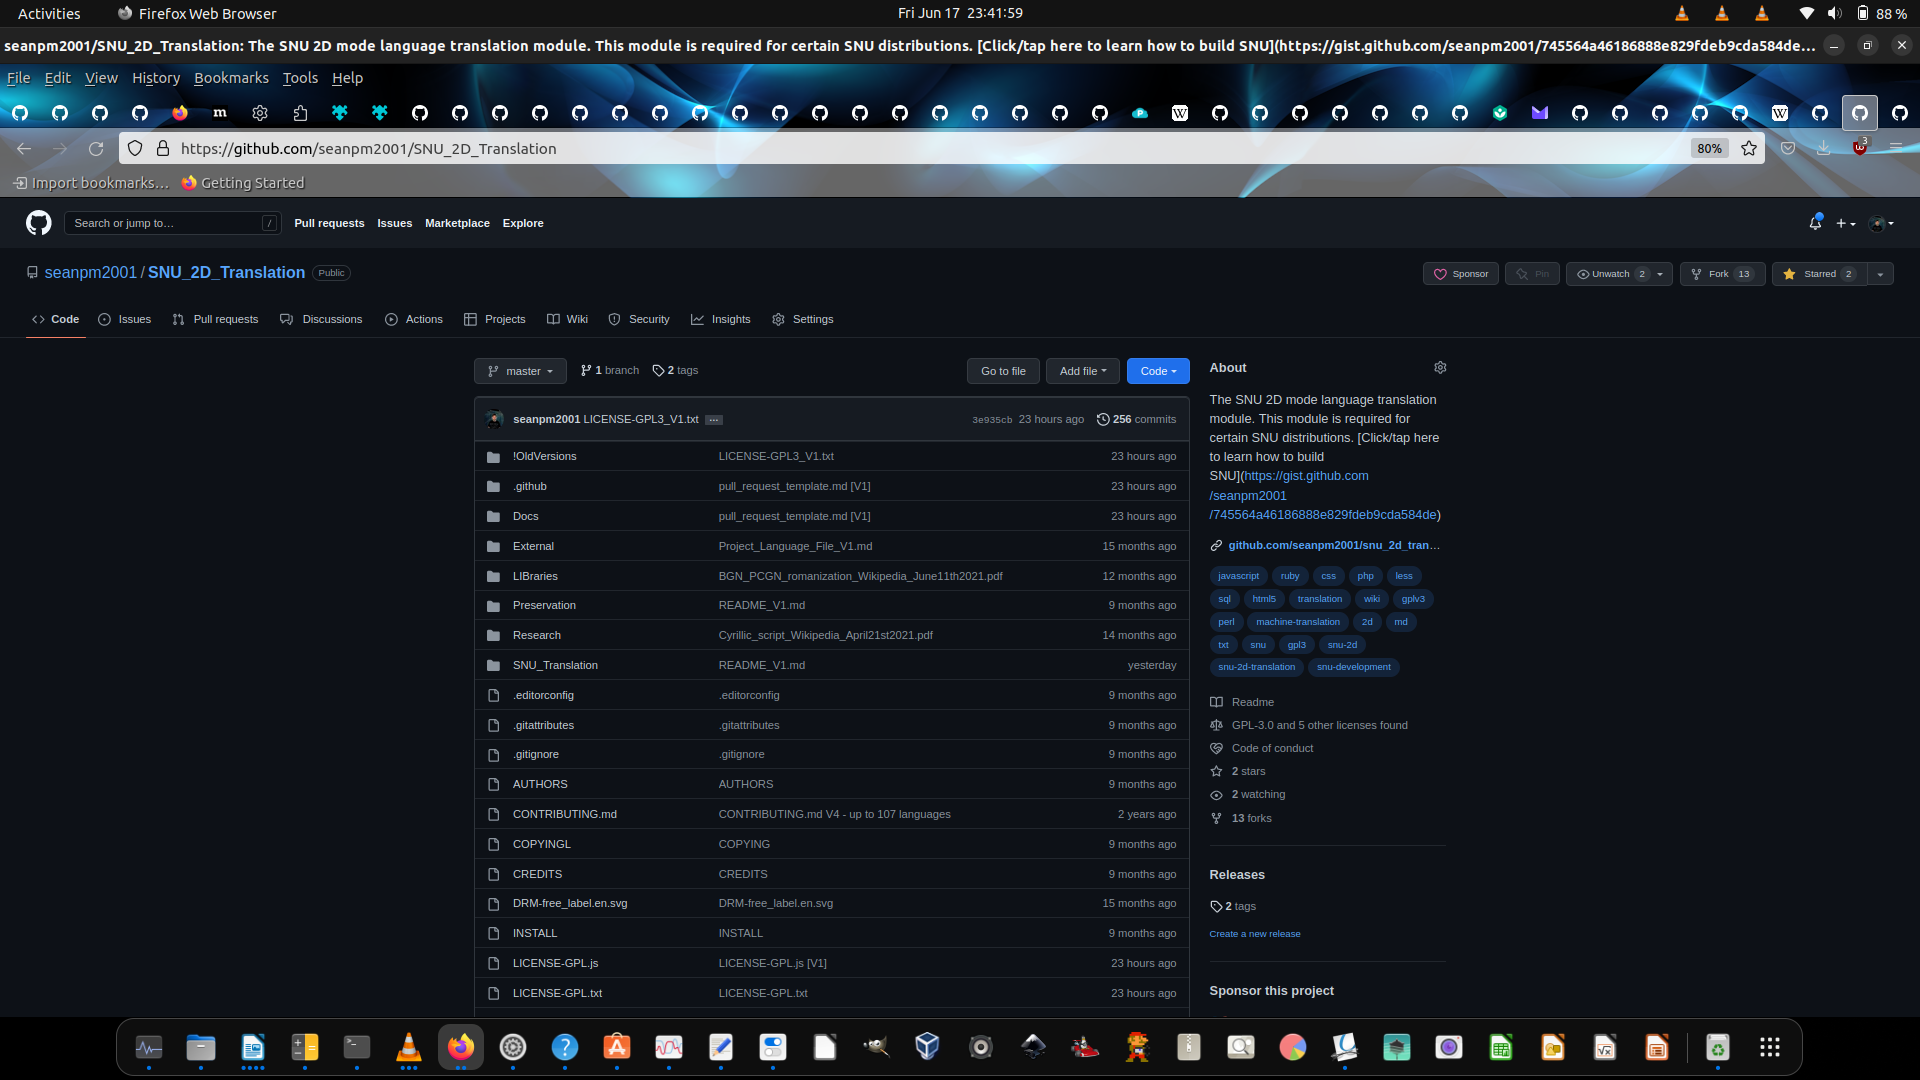 Activities Firefox Web Browser Fri Jun 17 23:41:59 88 %
seanpm2001/SNU_2D_Translation: The SNU 2D mode language translation module. This module is required for certain SNU distributions. [Click/tap here to learn how to build SNU](https://gist.github.com/seanpm2001/745564a46186888e829fdeb9cda584de...
File Edit View History Bookmarks Tools Help
https://github.com/seanpm2001/SNU_2D_Translation 80% 3
Import bookmarks... Getting Started
Search or jump to... / Pull requests Issues Marketplace Explore
seanpm2001 / SNU_2D_Translation Public Sponsor Pin Unwatch 2 Fork 13 Starred 2
Code Issues Pull requests Discussions Actions Projects Wiki Security Insights Settings
master 1 branch 2 tags Go to file Add file Code
seanpm2001 LICENSE-GPL3_V1.txt ... 3e935cb 23 hours ago 256 commits
!OldVersions LICENSE-GPL3_V1.txt 23 hours ago
.github pull_request_template.md [V1] 23 hours ago
Docs pull_request_template.md [V1] 23 hours ago
External Project_Language_File_V1.md 15 months ago
LIBraries BGN_PCGN_romanization_Wikipedia_June11th2021.pdf 12 months ago
Preservation README_V1.md 9 months ago
Research Cyrillic_script_Wikipedia_April21st2021.pdf 14 months ago
SNU_Translation README_V1.md yesterday
.editorconfig .editorconfig 9 months ago
.gitattributes .gitattributes 9 months ago
.gitignore .gitignore 9 months ago
AUTHORS AUTHORS 9 months ago
CONTRIBUTING.md CONTRIBUTING.md V4 - up to 107 languages 2 years ago
COPYINGL COPYING 9 months ago
CREDITS CREDITS 9 months ago
DRM-free_label.en.svg DRM-free_label.en.svg 15 months ago
INSTALL INSTALL 9 months ago
LICENSE-GPL.js LICENSE-GPL.js [V1] 23 hours ago
LICENSE-GPL.txt LICENSE-GPL.txt 23 hours ago
About
The SNU 2D mode language translation
module. This module is required for
certain SNU distributions. [Click/tap here
to learn how to build
SNU](https://gist.github.com
/seanpm2001
/745564a46186888e829fdeb9cda584de)
github.com/seanpm2001/snu_2d_tran...
javascript ruby css php less
sql html5 translation wiki gplv3
perl machine-translation 2d md
txt snu gpl3 snu-2d
snu-2d-translation snu-development
Readme
GPL-3.0 and 5 other licenses found
Code of conduct
2 stars
2 watching
13 forks
Releases
2 tags
Create a new release
Sponsor this project